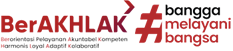 BerAKHLAK
Berorientasi Pelayanan Akuntabel Kompeten
Harmonis Loyal Adaptif Kolaboratif
#bangga
melayani
bangsa